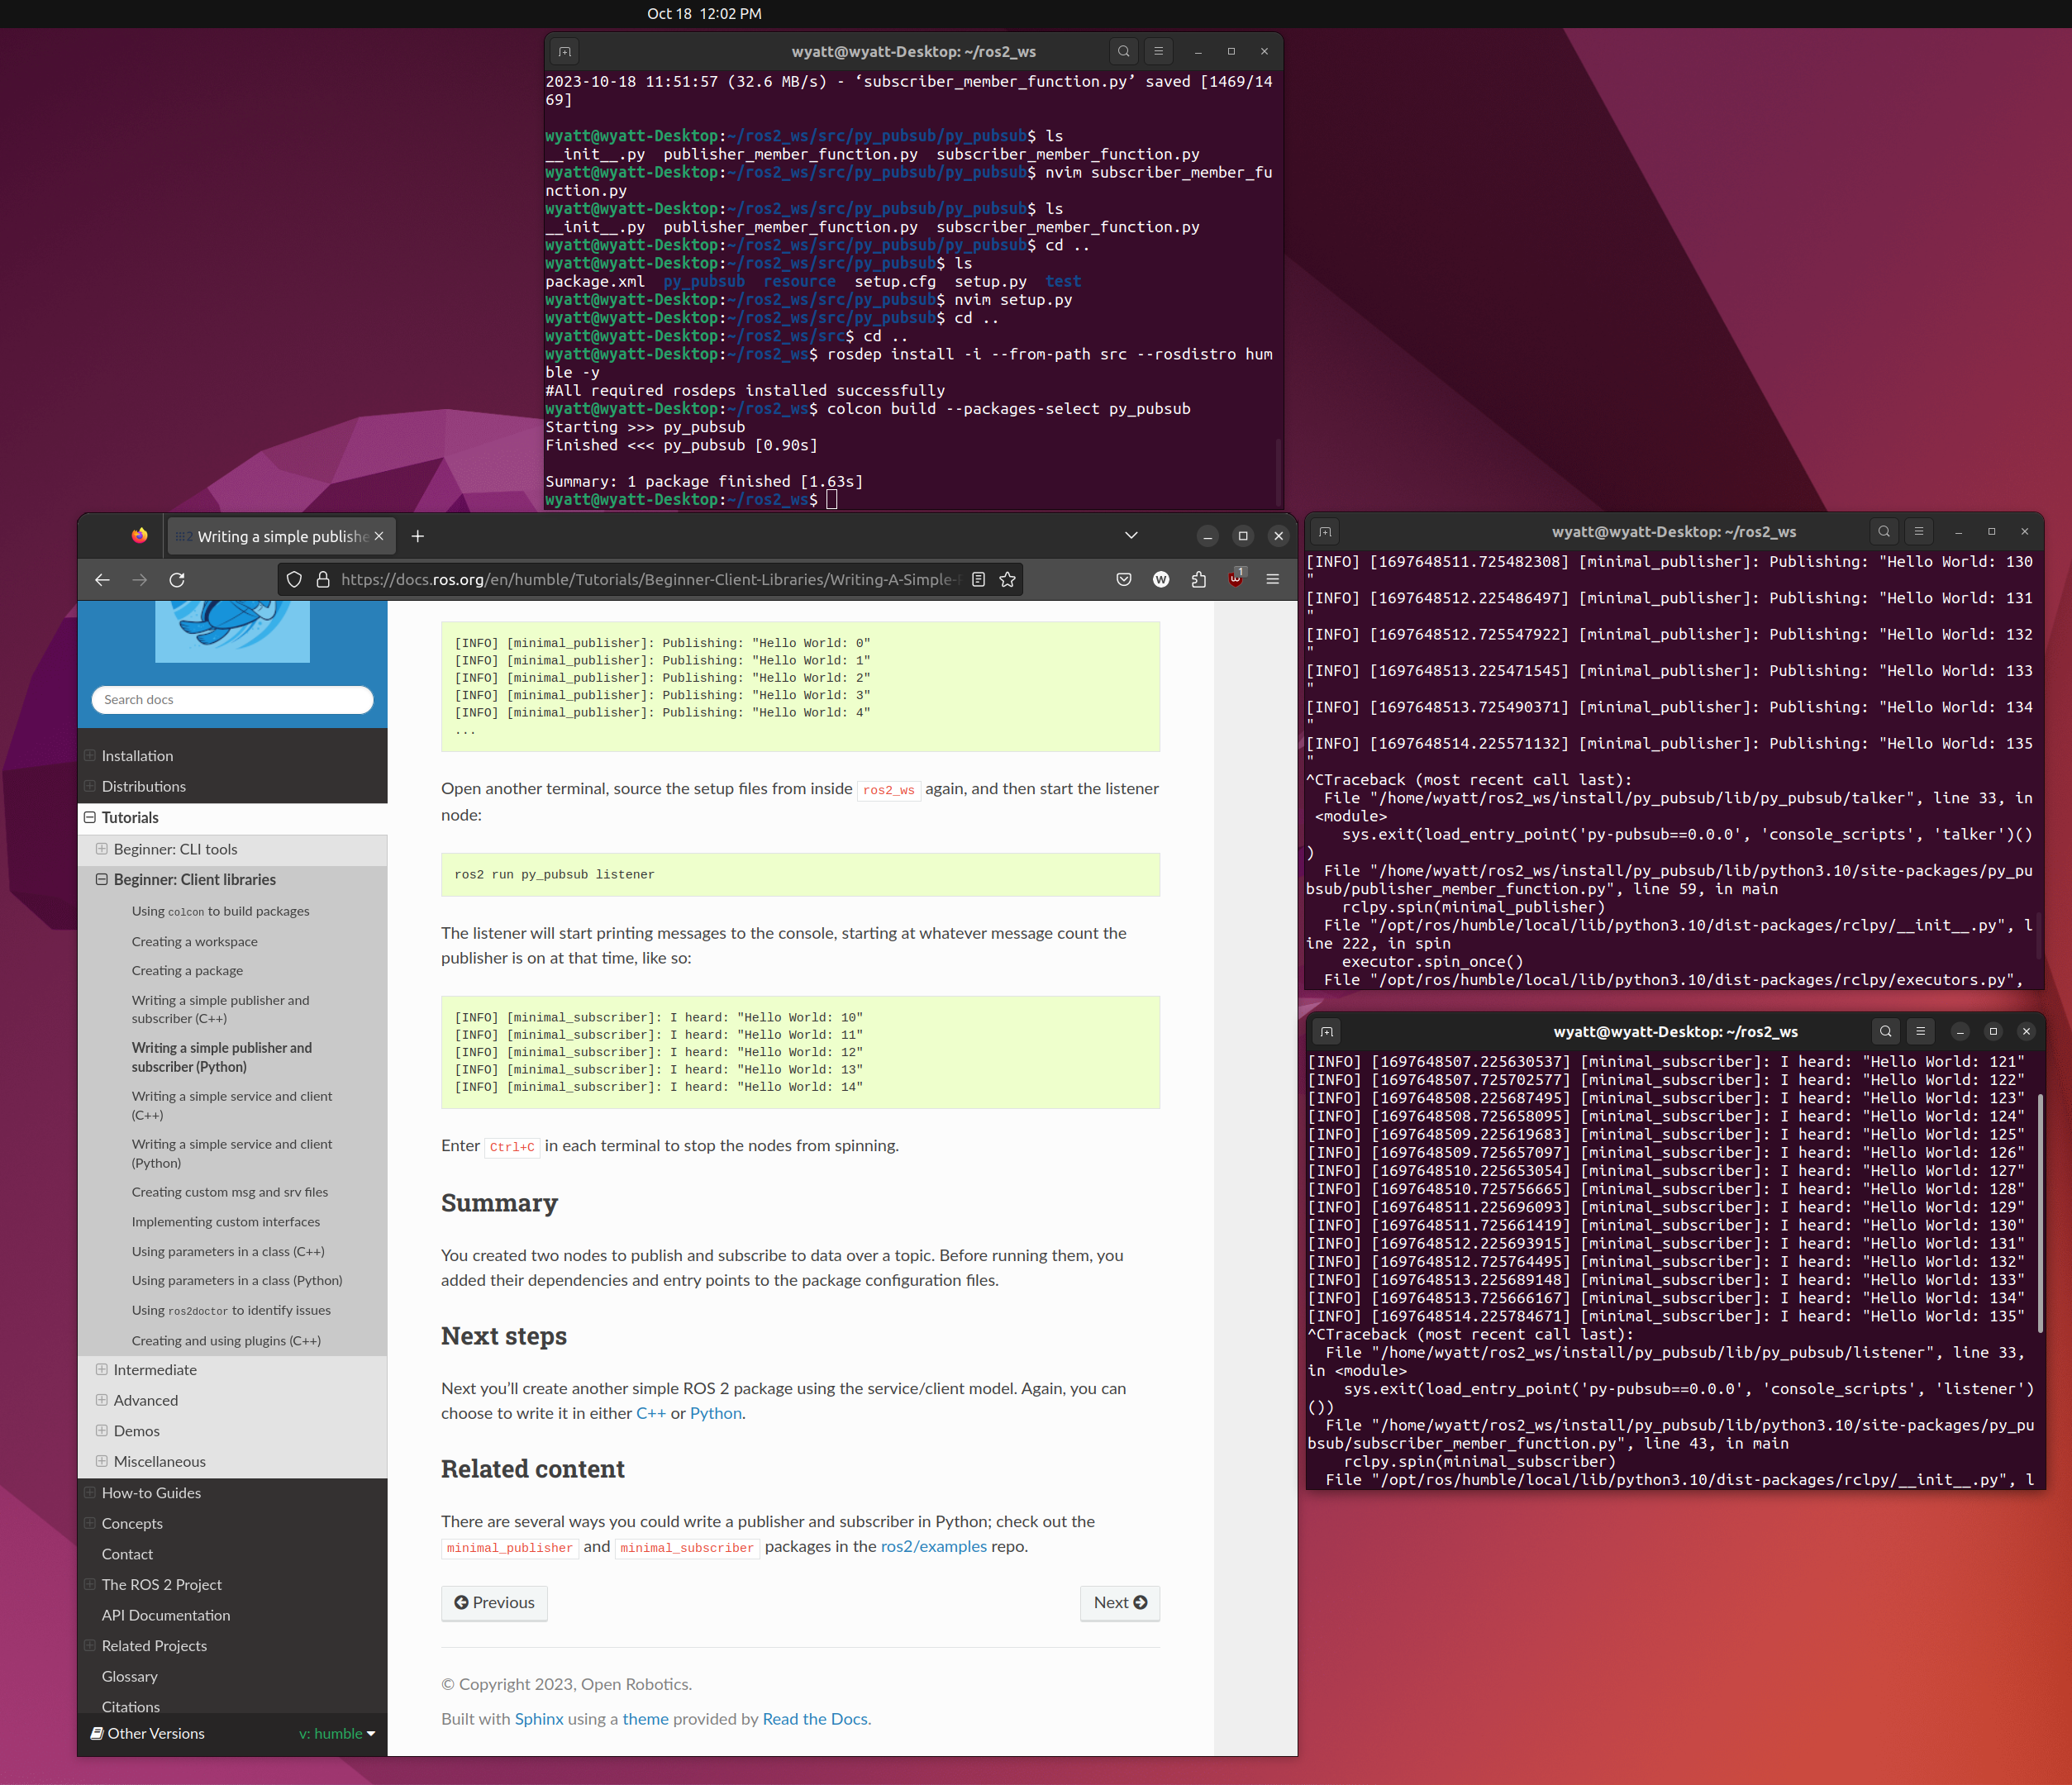 Oct 18  12:02 PM
wyatt@wyatt-Desktop: ~/ros2_ws
2023-10-18 11:51:57 (32.6 MB/s) - ‘subscriber_member_function.py’ saved [1469/14
69]
wyatt@wyatt-Desktop:~/ros2_ws/src/py_pubsub/py_pubsub$ ls
__init__.py  publisher_member_function.py  subscriber_member_function.py
wyatt@wyatt-Desktop:~/ros2_ws/src/py_pubsub/py_pubsub$ nvim subscriber_member_fu
nction.py
wyatt@wyatt-Desktop:~/ros2_ws/src/py_pubsub/py_pubsub$ ls
__init__.py  publisher_member_function.py  subscriber_member_function.py
wyatt@wyatt-Desktop:~/ros2_ws/src/py_pubsub/py_pubsub$ cd ..
wyatt@wyatt-Desktop:~/ros2_ws/src/py_pubsub$ ls
package.xml  py_pubsub  resource  setup.cfg  setup.py  test
wyatt@wyatt-Desktop:~/ros2_ws/src/py_pubsub$ nvim setup.py
wyatt@wyatt-Desktop:~/ros2_ws/src/py_pubsub$ cd ..
wyatt@wyatt-Desktop:~/ros2_ws/src$ cd ..
wyatt@wyatt-Desktop:~/ros2_ws$ rosdep install -i --from-path src --rosdistro hum
ble -y
#All required rosdeps installed successfully
wyatt@wyatt-Desktop:~/ros2_ws$ colcon build --packages-select py_pubsub
Starting >>> py_pubsub
Finished <<< py_pubsub [0.90s]
Summary: 1 package finished [1.63s]
wyatt@wyatt-Desktop:~/ros2_ws$
Writing a simple publishe
https://docs.ros.org/en/humble/Tutorials/Beginner-Client-Libraries/Writing-A-Simple-
W
1
Search docs
Installation
Distributions
Tutorials
Beginner: CLI tools
Beginner: Client libraries
Using colcon to build packages
Creating a workspace
Creating a package
Writing a simple publisher and
subscriber (C++)
Writing a simple publisher and
subscriber (Python)
Writing a simple service and client
(C++)
Writing a simple service and client
(Python)
Creating custom msg and srv files
Implementing custom interfaces
Using parameters in a class (C++)
Using parameters in a class (Python)
Using ros2doctor to identify issues
Creating and using plugins (C++)
Intermediate
Advanced
Demos
Miscellaneous
How-to Guides
Concepts
Contact
The ROS 2 Project
API Documentation
Related Projects
Glossary
Citations
Other Versions
v: humble
[INFO] [minimal_publisher]: Publishing: "Hello World: 0"
[INFO] [minimal_publisher]: Publishing: "Hello World: 1"
[INFO] [minimal_publisher]: Publishing: "Hello World: 2"
[INFO] [minimal_publisher]: Publishing: "Hello World: 3"
[INFO] [minimal_publisher]: Publishing: "Hello World: 4"
...
Open another terminal, source the setup files from inside ros2_ws again, and then start the listener
node:
ros2 run py_pubsub listener
The listener will start printing messages to the console, starting at whatever message count the
publisher is on at that time, like so:
[INFO] [minimal_subscriber]: I heard: "Hello World: 10"
[INFO] [minimal_subscriber]: I heard: "Hello World: 11"
[INFO] [minimal_subscriber]: I heard: "Hello World: 12"
[INFO] [minimal_subscriber]: I heard: "Hello World: 13"
[INFO] [minimal_subscriber]: I heard: "Hello World: 14"
Enter Ctrl+C in each terminal to stop the nodes from spinning.
Summary
You created two nodes to publish and subscribe to data over a topic. Before running them, you
added their dependencies and entry points to the package configuration files.
Next steps
Next you’ll create another simple ROS 2 package using the service/client model. Again, you can
choose to write it in either C++ or Python.
Related content
There are several ways you could write a publisher and subscriber in Python; check out the
minimal_publisher and minimal_subscriber packages in the ros2/examples repo.
Previous
Next
© Copyright 2023, Open Robotics.
Built with Sphinx using a theme provided by Read the Docs.
wyatt@wyatt-Desktop: ~/ros2_ws
[INFO] [1697648511.725482308] [minimal_publisher]: Publishing: "Hello World: 130
"
[INFO] [1697648512.225486497] [minimal_publisher]: Publishing: "Hello World: 131
"
[INFO] [1697648512.725547922] [minimal_publisher]: Publishing: "Hello World: 132
"
[INFO] [1697648513.225471545] [minimal_publisher]: Publishing: "Hello World: 133
"
[INFO] [1697648513.725490371] [minimal_publisher]: Publishing: "Hello World: 134
"
[INFO] [1697648514.225571132] [minimal_publisher]: Publishing: "Hello World: 135
"
^CTraceback (most recent call last):
  File "/home/wyatt/ros2_ws/install/py_pubsub/lib/py_pubsub/talker", line 33, in
 <module>
    sys.exit(load_entry_point('py-pubsub==0.0.0', 'console_scripts', 'talker')()
)
  File "/home/wyatt/ros2_ws/install/py_pubsub/lib/python3.10/site-packages/py_pu
bsub/publisher_member_function.py", line 59, in main
    rclpy.spin(minimal_publisher)
  File "/opt/ros/humble/local/lib/python3.10/dist-packages/rclpy/__init__.py", l
ine 222, in spin
    executor.spin_once()
  File "/opt/ros/humble/local/lib/python3.10/dist-packages/rclpy/executors.py",
wyatt@wyatt-Desktop: ~/ros2_ws
[INFO] [1697648507.225630537] [minimal_subscriber]: I heard: "Hello World: 121"
[INFO] [1697648507.725702577] [minimal_subscriber]: I heard: "Hello World: 122"
[INFO] [1697648508.225687495] [minimal_subscriber]: I heard: "Hello World: 123"
[INFO] [1697648508.725658095] [minimal_subscriber]: I heard: "Hello World: 124"
[INFO] [1697648509.225619683] [minimal_subscriber]: I heard: "Hello World: 125"
[INFO] [1697648509.725657097] [minimal_subscriber]: I heard: "Hello World: 126"
[INFO] [1697648510.225653054] [minimal_subscriber]: I heard: "Hello World: 127"
[INFO] [1697648510.725756665] [minimal_subscriber]: I heard: "Hello World: 128"
[INFO] [1697648511.225696093] [minimal_subscriber]: I heard: "Hello World: 129"
[INFO] [1697648511.725661419] [minimal_subscriber]: I heard: "Hello World: 130"
[INFO] [1697648512.225693915] [minimal_subscriber]: I heard: "Hello World: 131"
[INFO] [1697648512.725764495] [minimal_subscriber]: I heard: "Hello World: 132"
[INFO] [1697648513.225689148] [minimal_subscriber]: I heard: "Hello World: 133"
[INFO] [1697648513.725666167] [minimal_subscriber]: I heard: "Hello World: 134"
[INFO] [1697648514.225784671] [minimal_subscriber]: I heard: "Hello World: 135"
^CTraceback (most recent call last):
  File "/home/wyatt/ros2_ws/install/py_pubsub/lib/py_pubsub/listener", line 33,
in <module>
    sys.exit(load_entry_point('py-pubsub==0.0.0', 'console_scripts', 'listener')
())
  File "/home/wyatt/ros2_ws/install/py_pubsub/lib/python3.10/site-packages/py_pu
bsub/subscriber_member_function.py", line 43, in main
    rclpy.spin(minimal_subscriber)
  File "/opt/ros/humble/local/lib/python3.10/dist-packages/rclpy/__init__.py", l